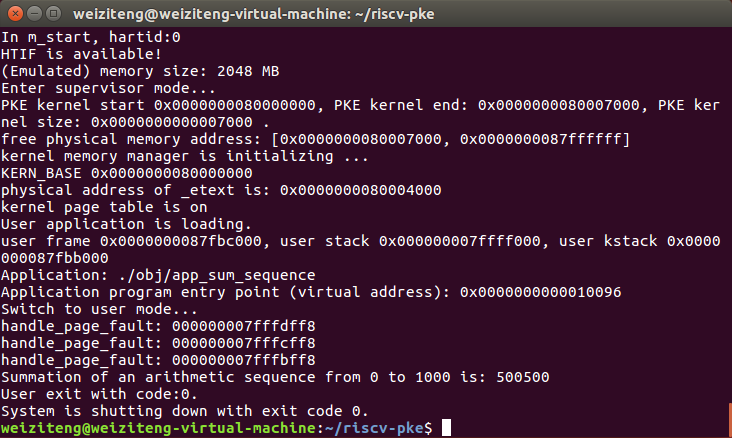 weiziteng@weiziteng-virtual-machine: ~/riscv-pke
In m_start, hartid:0
HTIF is available!
(Emulated) memory size: 2048 MB
Enter supervisor mode...
PKE kernel start 0x0000000080000000, PKE kernel end: 0x0000000080007000, PKE ker
nel size: 0x0000000000007000 .
free physical memory address: [0x0000000080007000, 0x0000000087ffffff]
kernel memory manager is initializing ...
KERN_BASE 0x0000000080000000
physical address of _etext is: 0x0000000080004000
kernel page table is on
User application is loading.
user frame 0x0000000087fbc000, user stack 0x000000007ffff000, user kstack 0x0000
000087fbb000
Application: ./obj/app_sum_sequence
Application program entry point (virtual address): 0x0000000000010096
Switch to user mode...
handle_page_fault: 000000007fffdff8
handle_page_fault: 000000007fffcff8
handle_page_fault: 000000007fffbff8
Summation of an arithmetic sequence from 0 to 1000 is: 500500
User exit with code:0.
System is shutting down with exit code 0.
weiziteng@weiziteng-virtual-machine:~/riscv-pke$